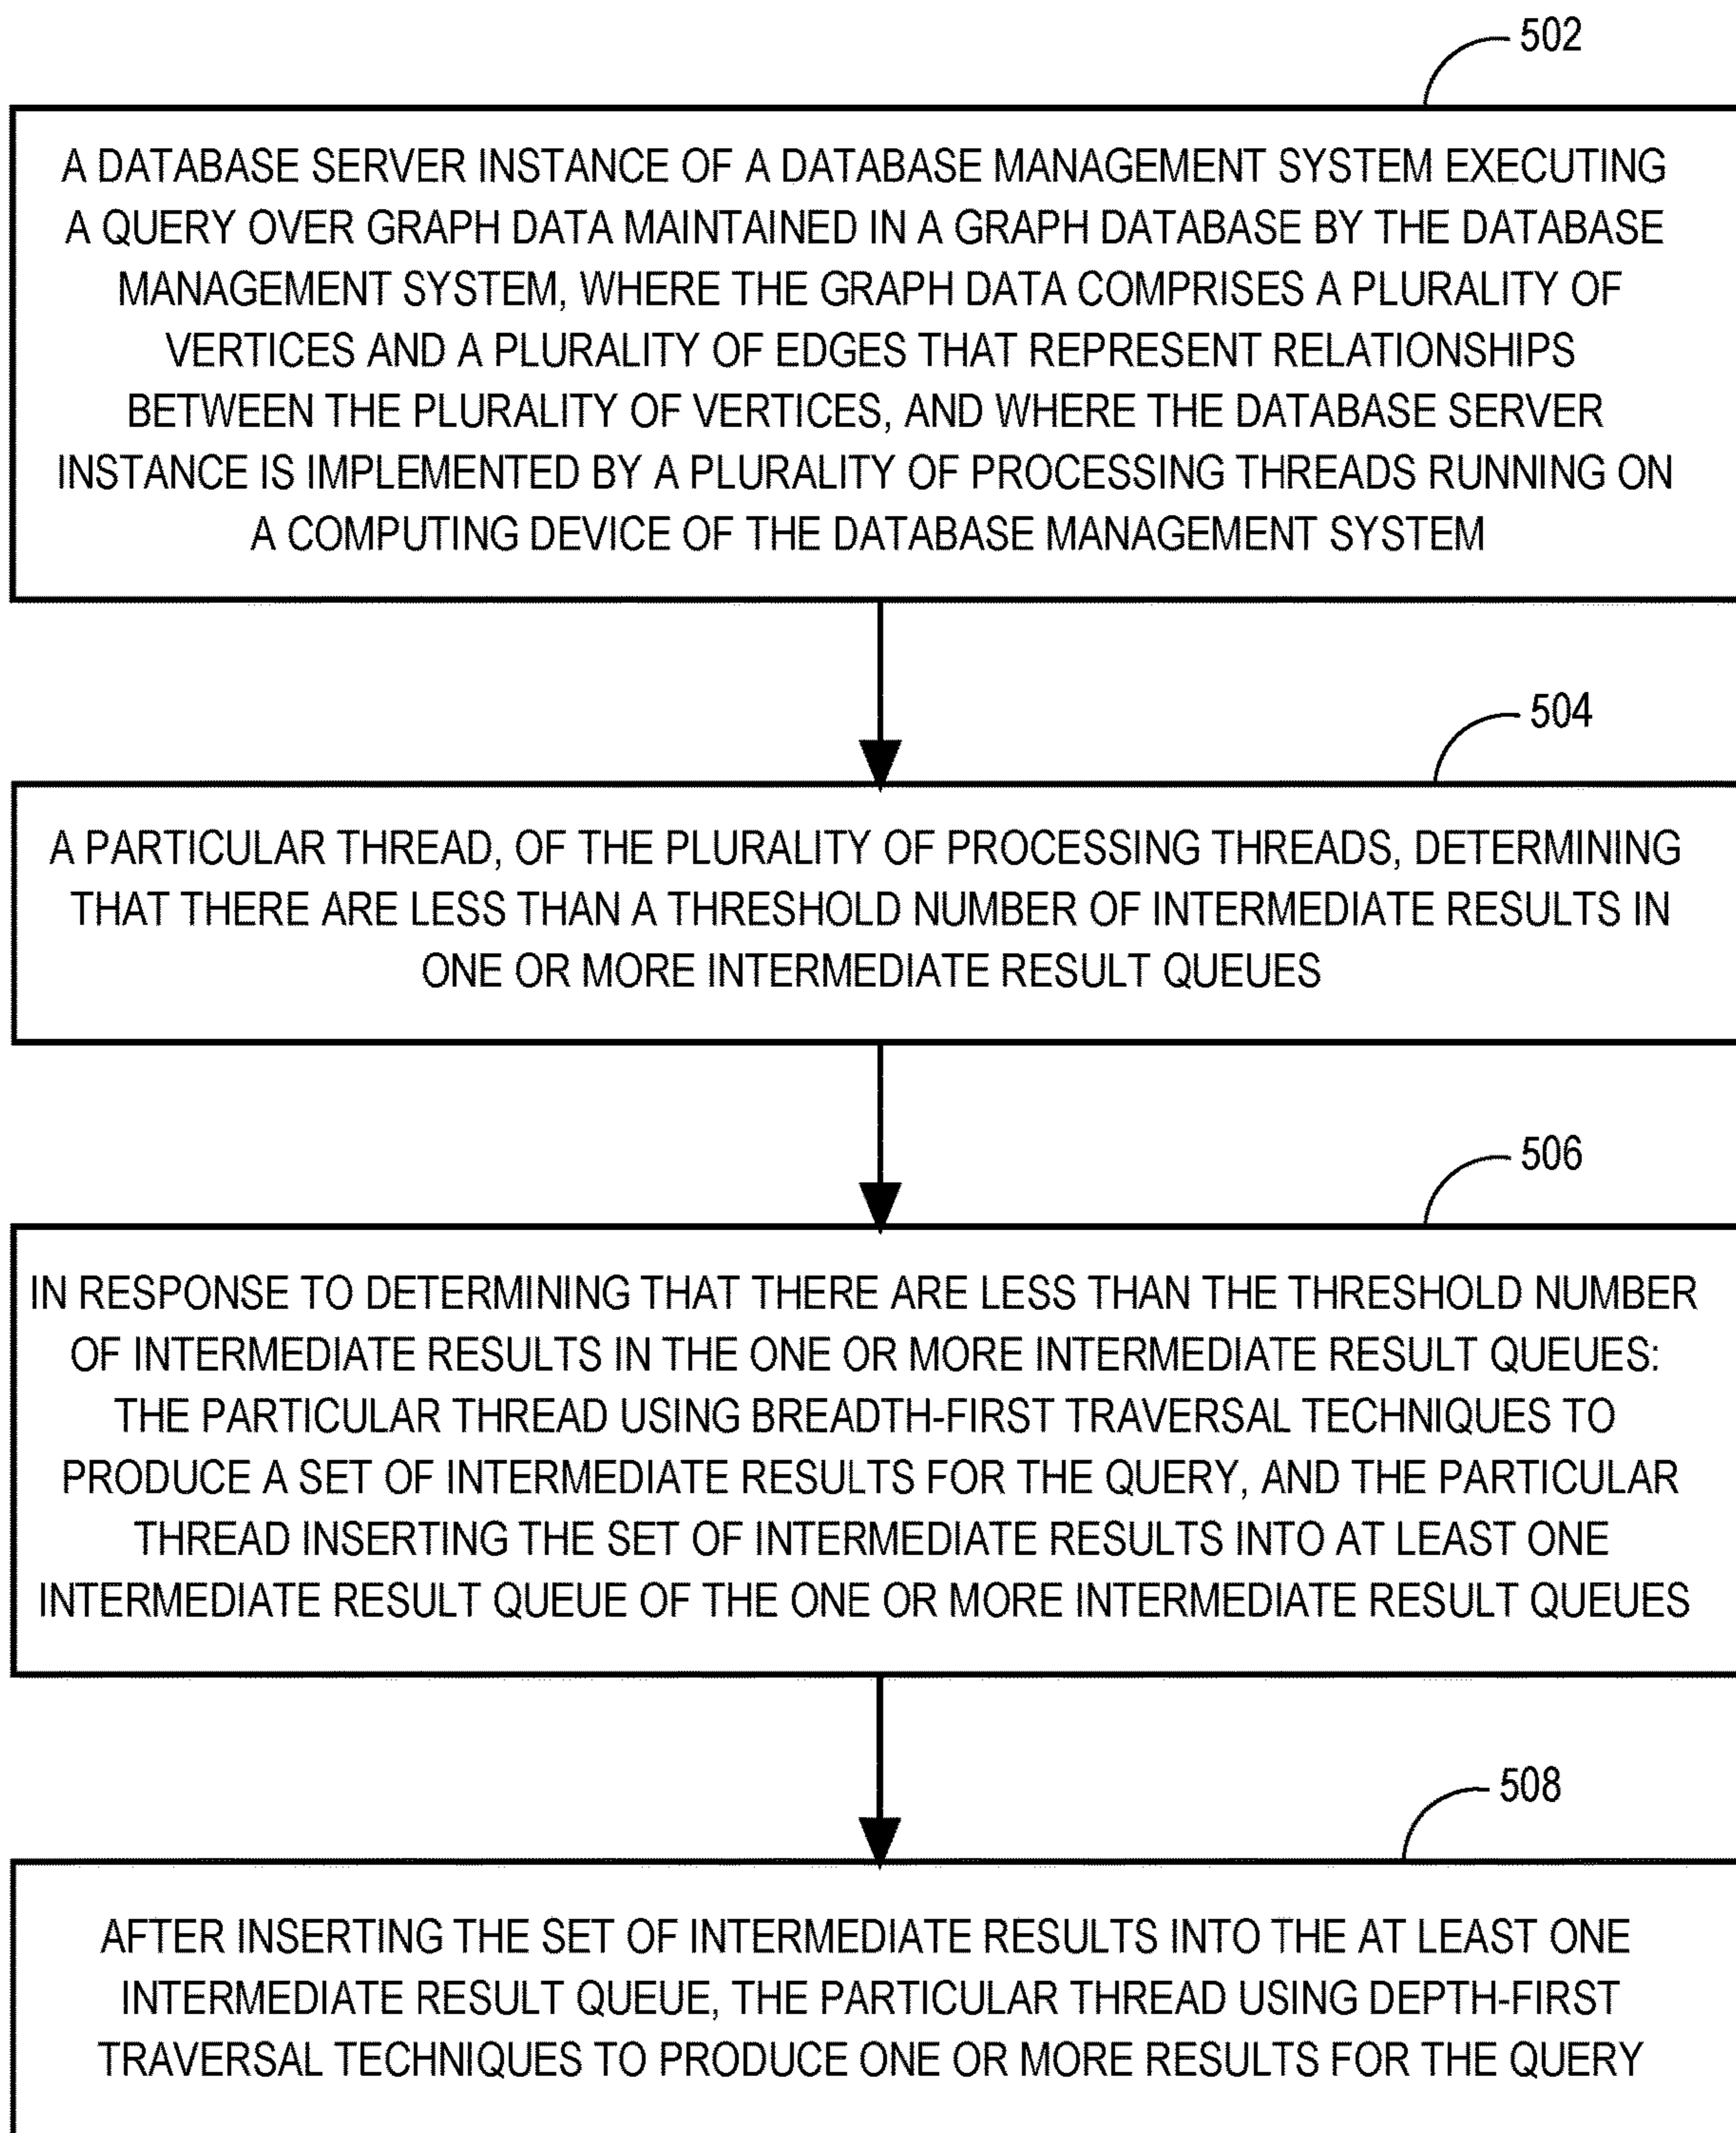 502
A DATABASE SERVER INSTANCE OF A DATABASE MANAGEMENT SYSTEM EXECUTING
A QUERY OVER GRAPH DATA MAINTAINED IN A GRAPH DATABASE BY THE DATABASE
MANAGEMENT SYSTEM, WHERE THE GRAPH DATA COMPRISES A PLURALITY OF
VERTICES AND A PLURALITY OF EDGES THAT REPRESENT RELATIONSHIPS
BETWEEN THE PLURALITY OF VERTICES, AND WHERE THE DATABASE SERVER
INSTANCE IS IMPLEMENTED BY A PLURALITY OF PROCESSING THREADS RUNNING ON
A COMPUTING DEVICE OF THE DATABASE MANAGEMENT SYSTEM
504
A PARTICULAR THREAD, OF THE PLURALITY OF PROCESSING THREADS, DETERMINING
THAT THERE ARE LESS THAN A THRESHOLD NUMBER OF INTERMEDIATE RESULTS IN
ONE OR MORE INTERMEDIATE RESULT QUEUES
506
IN RESPONSE TO DETERMINING THAT THERE ARE LESS THAN THE THRESHOLD NUMBER
OF INTERMEDIATE RESULTS IN THE ONE OR MORE INTERMEDIATE RESULT QUEUES:
THE PARTICULAR THREAD USING BREADTH-FIRST TRAVERSAL TECHNIQUES TO
PRODUCE A SET OF INTERMEDIATE RESULTS FOR THE QUERY, AND THE PARTICULAR
THREAD INSERTING THE SET OF INTERMEDIATE RESULTS INTO AT LEAST ONE
INTERMEDIATE RESULT QUEUE OF THE ONE OR MORE INTERMEDIATE RESULT QUEUES
508
AFTER INSERTING THE SET OF INTERMEDIATE RESULTS INTO THE AT LEAST ONE
INTERMEDIATE RESULT QUEUE, THE PARTICULAR THREAD USING DEPTH-FIRST
TRAVERSAL TECHNIQUES TO PRODUCE ONE OR MORE RESULTS FOR THE QUERY